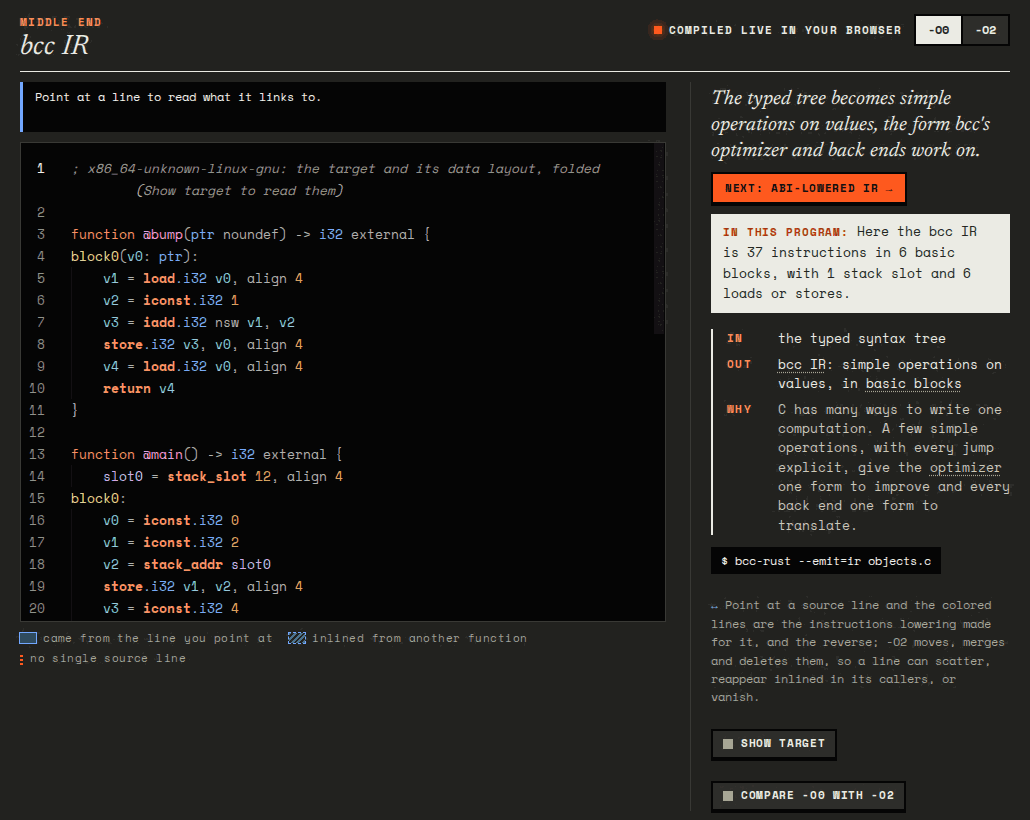 MIDDLE END
bcc IR
COMPILED LIVE IN YOUR BROWSER
-O0 -O2
Point at a line to read what it links to.
1 ; x86_64-unknown-linux-gnu: the target and its data layout, folded
(Show target to read them)
2
3 function @bump(ptr noundef) -> i32 external {
4 block0(v0: ptr):
5 v1 = load.i32 v0, align 4
6 v2 = iconst.i32 1
7 v3 = iadd.i32 nsw v1, v2
8 store.i32 v3, v0, align 4
9 v4 = load.i32 v0, align 4
10 return v4
11 }
12
13 function @main() -> i32 external {
14 slot0 = stack_slot 12, align 4
15 block0:
16 v0 = iconst.i32 0
17 v1 = iconst.i32 2
18 v2 = stack_addr slot0
19 store.i32 v1, v2, align 4
20 v3 = iconst.i32 4
came from the line you point at inlined from another function
no single source line
The typed tree becomes simple
operations on values, the form bcc's
optimizer and back ends work on.
NEXT: ABI-LOWERED IR →
IN THIS PROGRAM: Here the bcc IR
is 37 instructions in 6 basic
blocks, with 1 stack slot and 6
loads or stores.
IN the typed syntax tree
OUT bcc IR: simple operations on
values, in basic blocks
WHY C has many ways to write one
computation. A few simple
operations, with every jump
explicit, give the optimizer
one form to improve and every
back end one form to
translate.
$ bcc-rust --emit=ir objects.c
↔ Point at a source line and the colored
lines are the instructions lowering made
for it, and the reverse; -O2 moves, merges
and deletes them, so a line can scatter,
reappear inlined in its callers, or
vanish.
SHOW TARGET
COMPARE -O0 WITH -O2